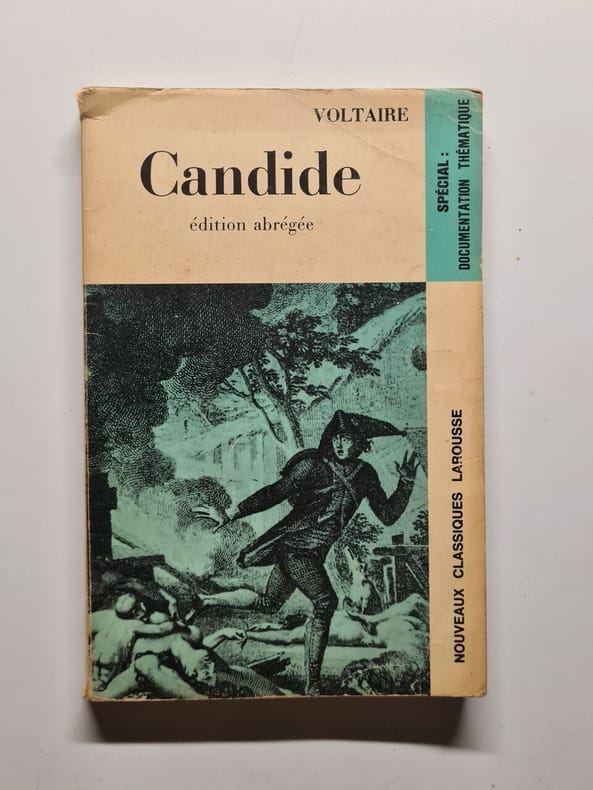 VOLTAIRE
Candide
édition abrégée
SPÉCIAL :
DOCUMENTATION THÉMATIQUE
NOUVEAUX CLASSIQUES LAROUSSE